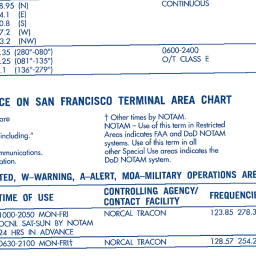 8.95 (N)
CONTINUOUS
4.1 (E)
0.8 (S)
7.2 (W)
3.2 (NW)
.35 (280°-080°)
0600-2400
.25 (081°-135°)
O/T CLASS E
.1 (136°-279°)
CE ON SAN FRANCISCO TERMINAL AREA CHART
are
† Other times by NOTAM.
NOTAM – Use of this term in Restricted
including."
Areas indicates FAA and DoD NOTAM
systems. Use of this term in all
mmunications.
other Special Use areas indicates the
ation.
DoD NOTAM system.
TED, W–WARNING, A–ALERT, MOA–MILITARY OPERATIONS ARE
TIME OF USE
CONTROLLING AGENCY/
CONTACT FACILITY
FREQUENCIE
1000-2050 MON-FRI
NORCAL TRACON
123.85 278.3
OCNL SAT-SUN BY NOTAM
24 HRS IN ADVANCE
0630-2100 MON-FRI†
NORCAL TRACON
128.57 254.2